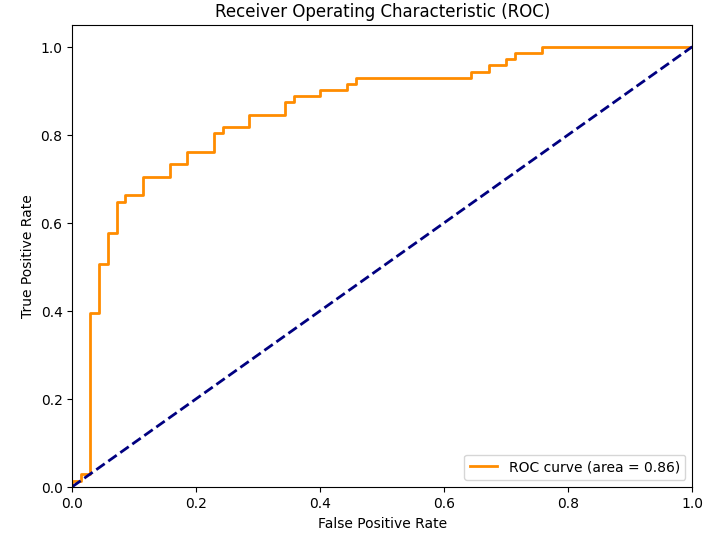 Receiver Operating Characteristic (ROC)
1.0
0.8
0.6
0.4
0.2
0.0
True Positive Rate
ROC curve (area = 0.86)
0.0 0.2 0.4 0.6 0.8 1.0
False Positive Rate